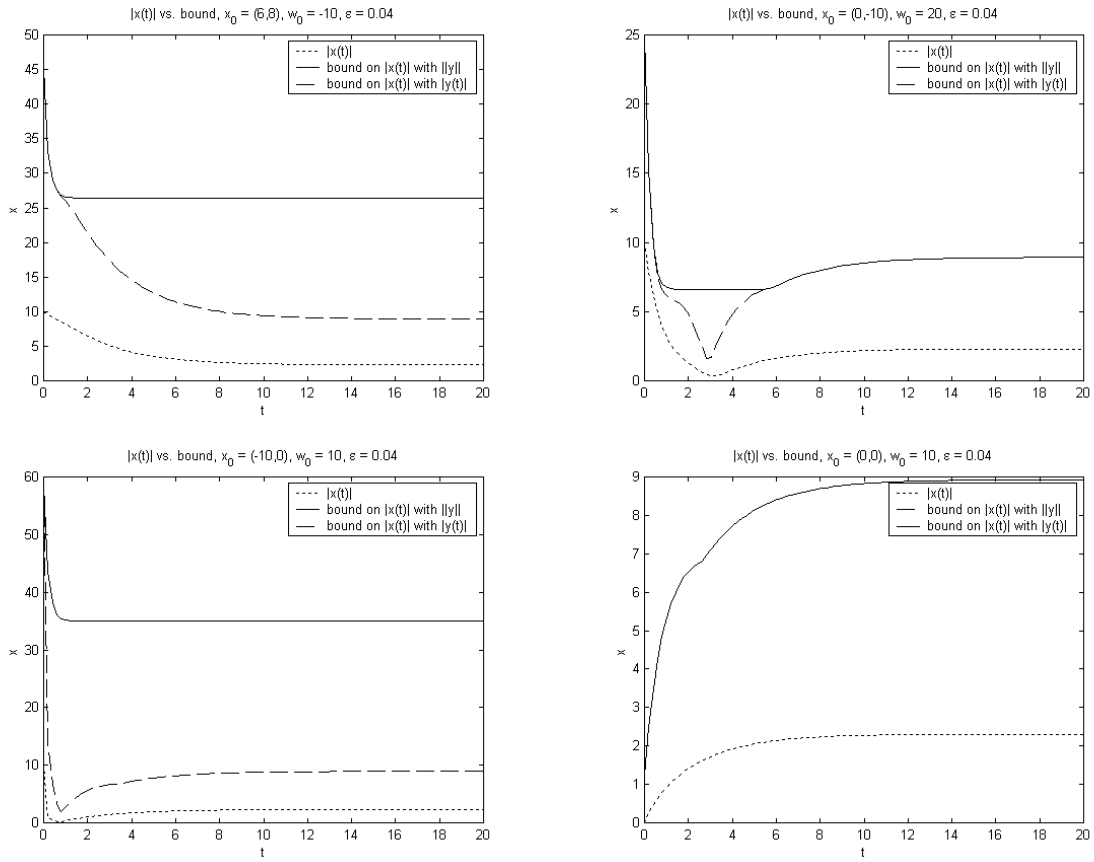 |x(t)| vs. bound, x₀ = (6,8), w₀ = -10, ε = 0.04
50
45
40
35
30
25
20
15
10
5
0
x
|x(t)|
bound on |x(t)| with ||y||
bound on |x(t)| with |y(t)|
0 2 4 6 8 10 12 14 16 18 20
t
|x(t)| vs. bound, x₀ = (0,-10), w₀ = 20, ε = 0.04
25
20
15
10
5
0
x
|x(t)|
bound on |x(t)| with ||y||
bound on |x(t)| with |y(t)|
0 2 4 6 8 10 12 14 16 18 20
t
|x(t)| vs. bound, x₀ = (-10,0), w₀ = 10, ε = 0.04
60
50
40
30
20
10
0
x
|x(t)|
bound on |x(t)| with ||y||
bound on |x(t)| with |y(t)|
0 2 4 6 8 10 12 14 16 18 20
t
|x(t)| vs. bound, x₀ = (0,0), w₀ = 10, ε = 0.04
9
8
7
6
5
4
3
2
1
0
x
|x(t)|
bound on |x(t)| with ||y||
bound on |x(t)| with |y(t)|
0 2 4 6 8 10 12 14 16 18 20
t